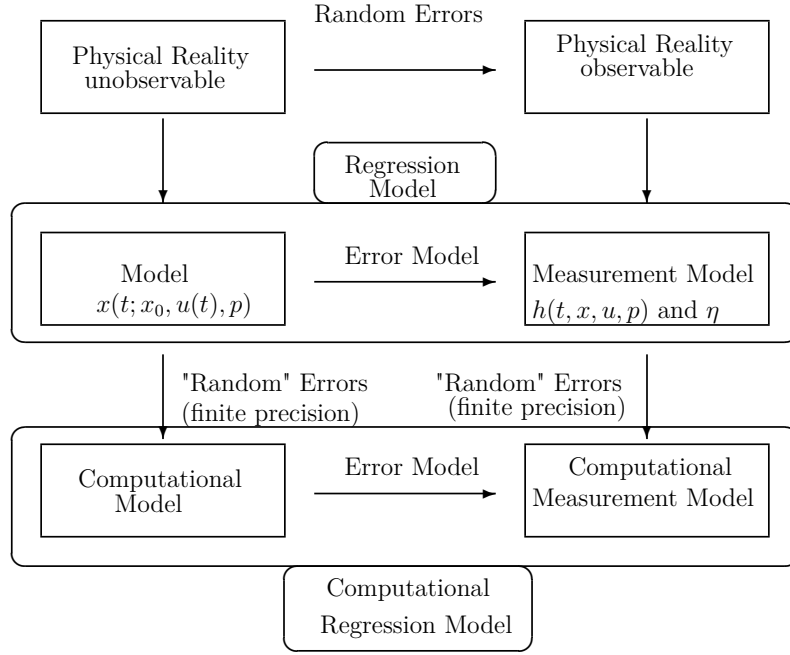 Random Errors
Physical Reality
unobservable
Physical Reality
observable
Regression
Model
Model
x(t; x₀, u(t), p)
Error Model
Measurement Model
h(t, x, u, p) and η
"Random" Errors
(finite precision)
"Random" Errors
(finite precision)
Computational
Model
Error Model
Computational
Measurement Model
Computational
Regression Model